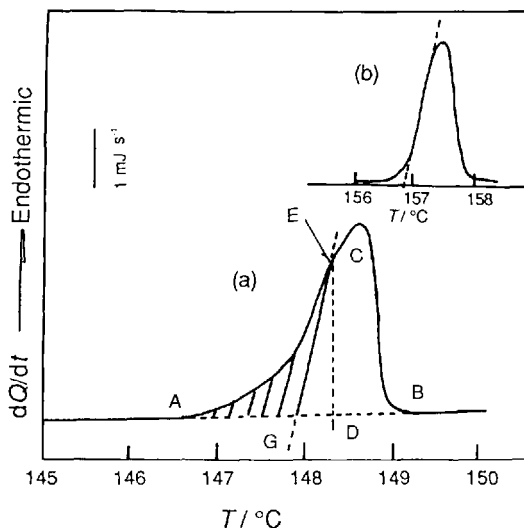 dQ/dt
Endothermic
1 mJ s⁻¹
(b)
156 157 158
T/°C
E
C
(a)
A
B
G
D
145 146 147 148 149 150
T/°C